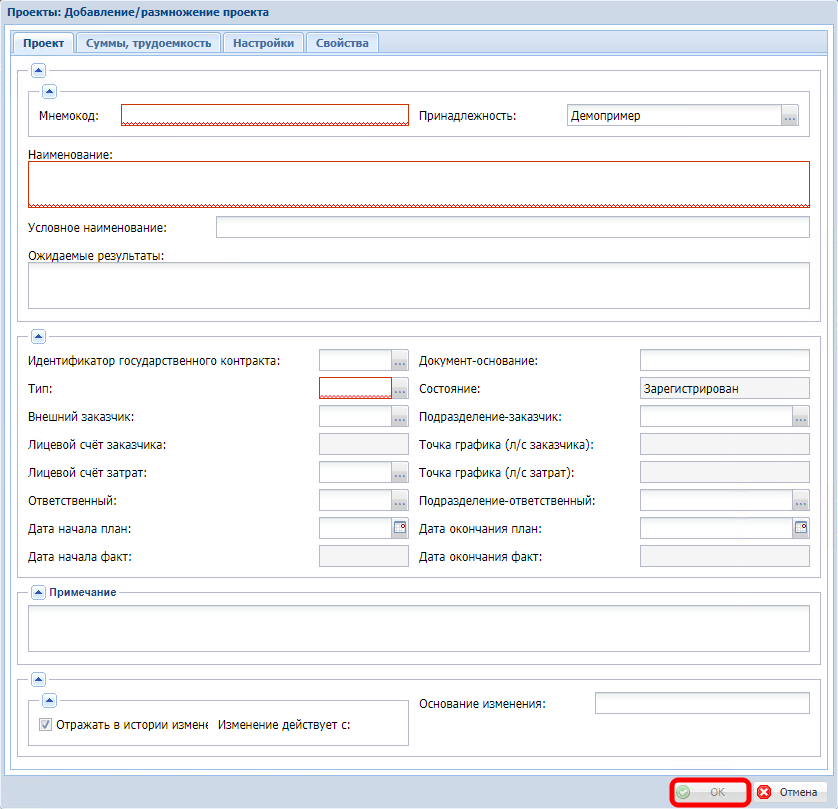 Проекты: Добавление/размножение проекта
Проект Суммы, трудоемкость Настройки Свойства
Мнемокод: Принадлежность: Демопример ...
Наименование:
Условное наименование:
Ожидаемые результаты:
Идентификатор государственного контракта: ... Документ-основание:
Тип: ... Состояние: Зарегистрирован
Внешний заказчик: ... Подразделение-заказчик: ...
Лицевой счёт заказчика: Точка графика (л/с заказчика):
Лицевой счёт затрат: ... Точка графика (л/с затрат):
Ответственный: ... Подразделение-ответственный: ...
Дата начала план: Дата окончания план:
Дата начала факт: Дата окончания факт:
Примечание
Основание изменения:
Отражать в истории измене Изменение действует с:
ОК Отмена